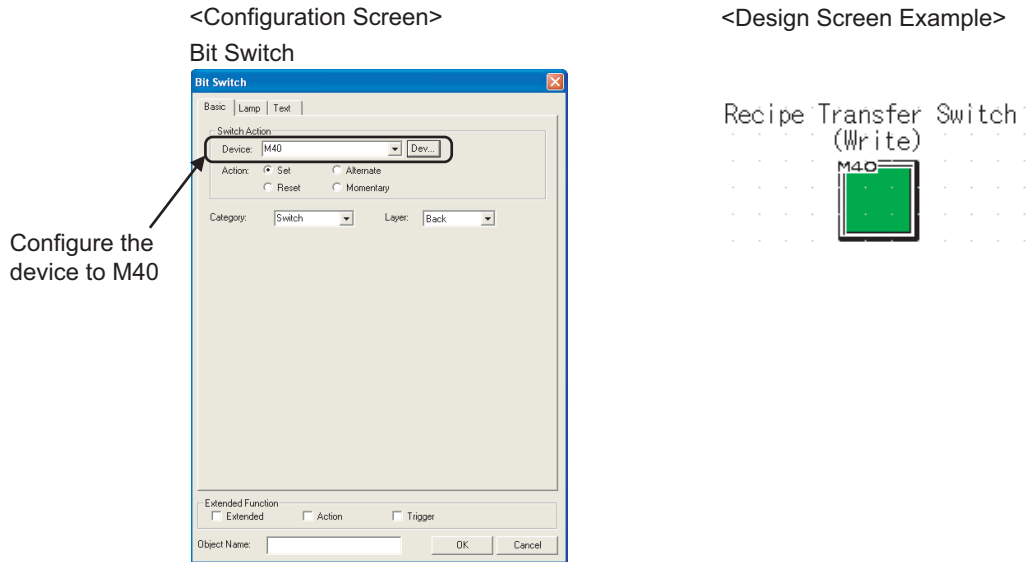 <Configuration Screen>
Bit Switch
Bit Switch
Basic Lamp Text
Switch Action
Device: M40 Dev...
Action: Set Alternate
Reset Momentary
Category: Switch Layer: Back
Configure the
device to M40
Extended Function
Extended Action Trigger
Object Name: OK Cancel
<Design Screen Example>
Recipe Transfer Switch
(Write)
M40